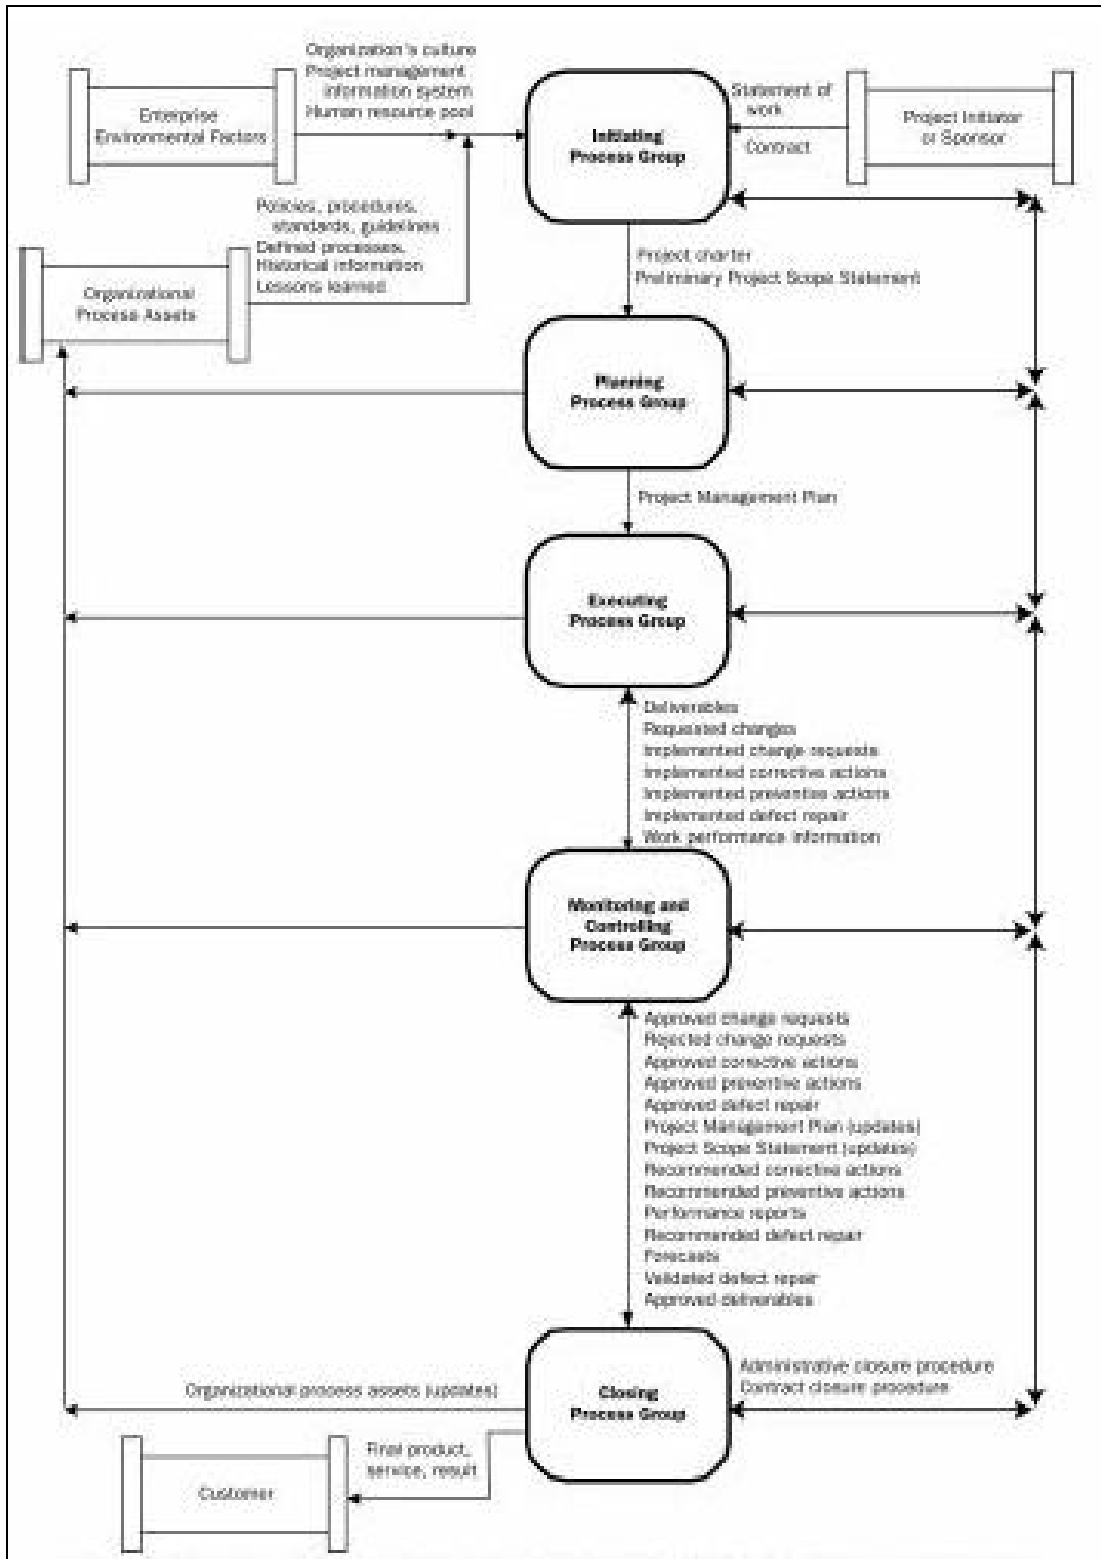 Organization's culture
Project management
information system
Human resource pool
Enterprise
Environmental Factors
Initiating
Process Group
Statement of
work
Contract
Project Initiator
or Sponsor
Policies, procedures,
standards, guidelines
Defined processes
Historical information
Lessons learned
Organizational
Process Assets
Project charter
Preliminary Project Scope Statement
Planning
Process Group
Project Management Plan
Executing
Process Group
Deliverables
Requested changes
Implemented change requests
Implemented corrective actions
Implemented preventive actions
Implemented defect repair
Work performance information
Monitoring and
Controlling
Process Group
Approved change requests
Rejected change requests
Approved corrective actions
Approved preventive actions
Approved defect repair
Project Management Plan (updates)
Project Scope Statement (updates)
Recommended corrective actions
Recommended preventive actions
Performance reports
Recommended defect repair
Forecasts
Validated defect repair
Approved deliverables
Organizational process assets (updates)
Closing
Process Group
Administrative closure procedure
Contract closure procedure
Final product,
service, result
Customer